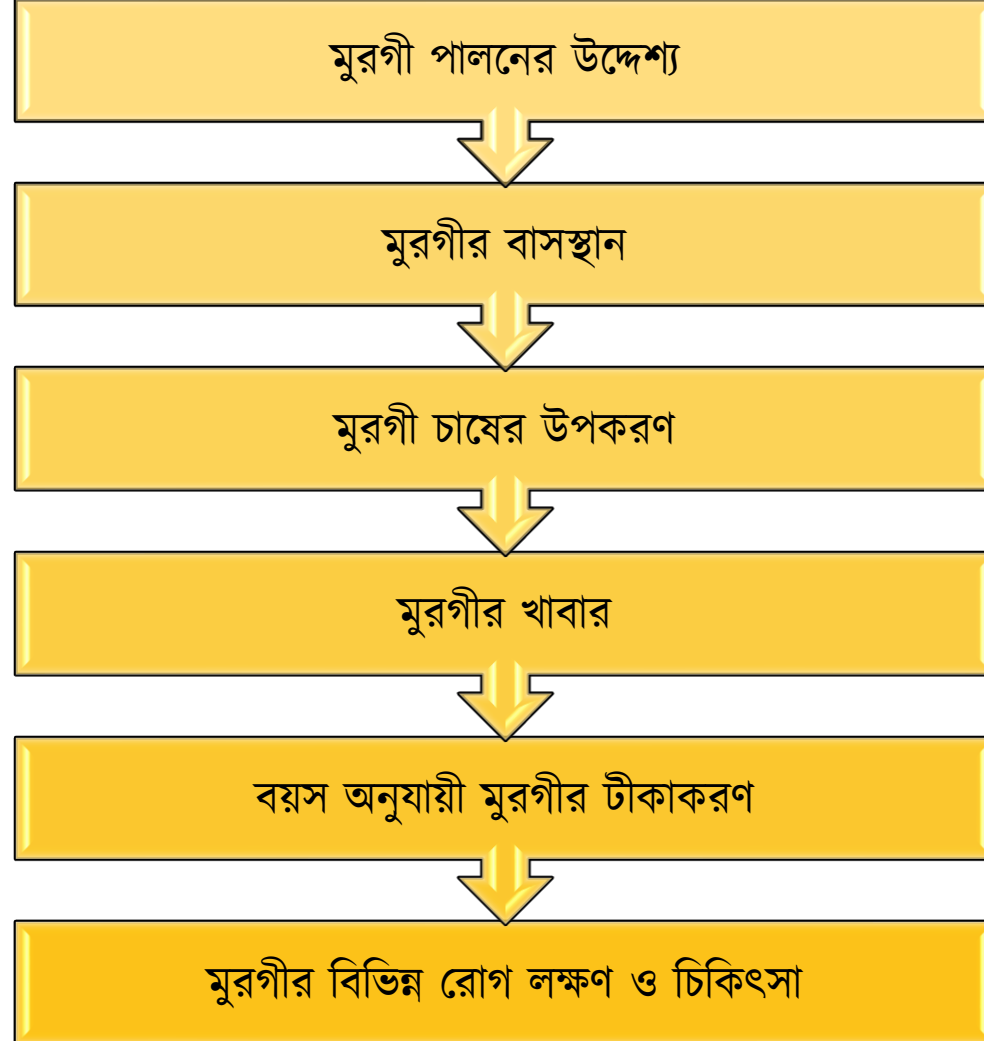 মুরগী পালনের উদ্দেশ্য
মুরগীর বাসস্থান
মুরগী চাষের উপকরণ
মুরগীর খাবার
বয়স অনুযায়ী মুরগীর টীকাকরণ
মুরগীর বিভিন্ন রোগ লক্ষণ ও চিকিৎসা